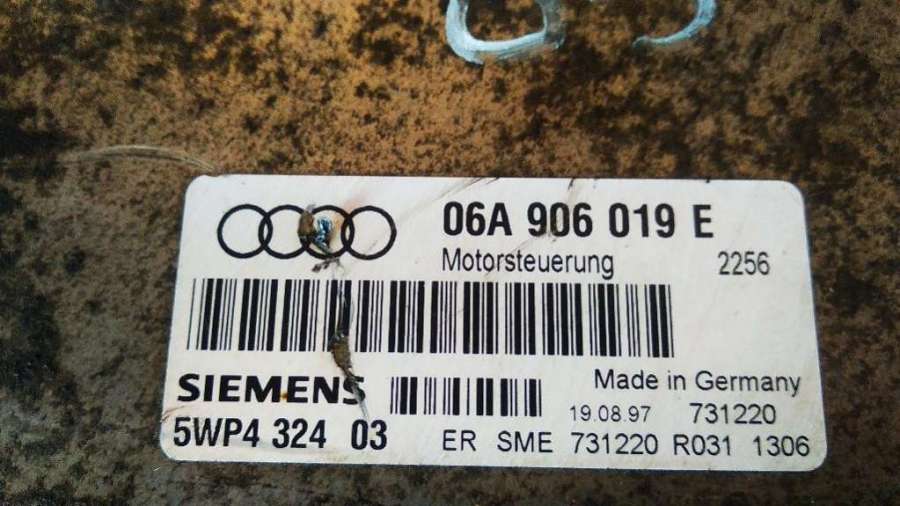 06A 906 019 E
Motorsteuerung 2256
SIEMENS Made in Germany
19.08.97 731220
5WP4 324 03 ER SME 731220 R031 1306